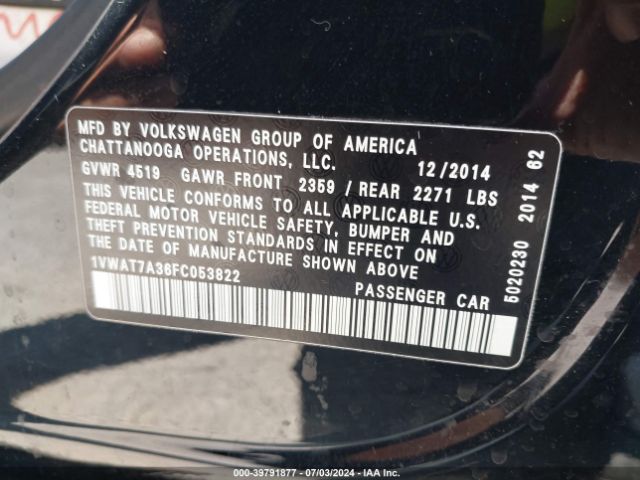 MFD BY VOLKSWAGEN GROUP OF AMERICA
CHATTANOOGA OPERATIONS, LLC. 12/2014
GVWR 4519 GAWR FRONT 2359 / REAR 2271 LBS
THIS VEHICLE CONFORMS TO ALL APPLICABLE U.S.
FEDERAL MOTOR VEHICLE SAFETY, BUMPER AND
THEFT PREVENTION STANDARDS IN EFFECT ON
THE DATE OF MANUFACTURE SHOWN ABOVE
1VWAT7A36FC053822 PASSENGER CAR
5020230 2014 62
000-39791877 - 07/03/2024 - IAA Inc.